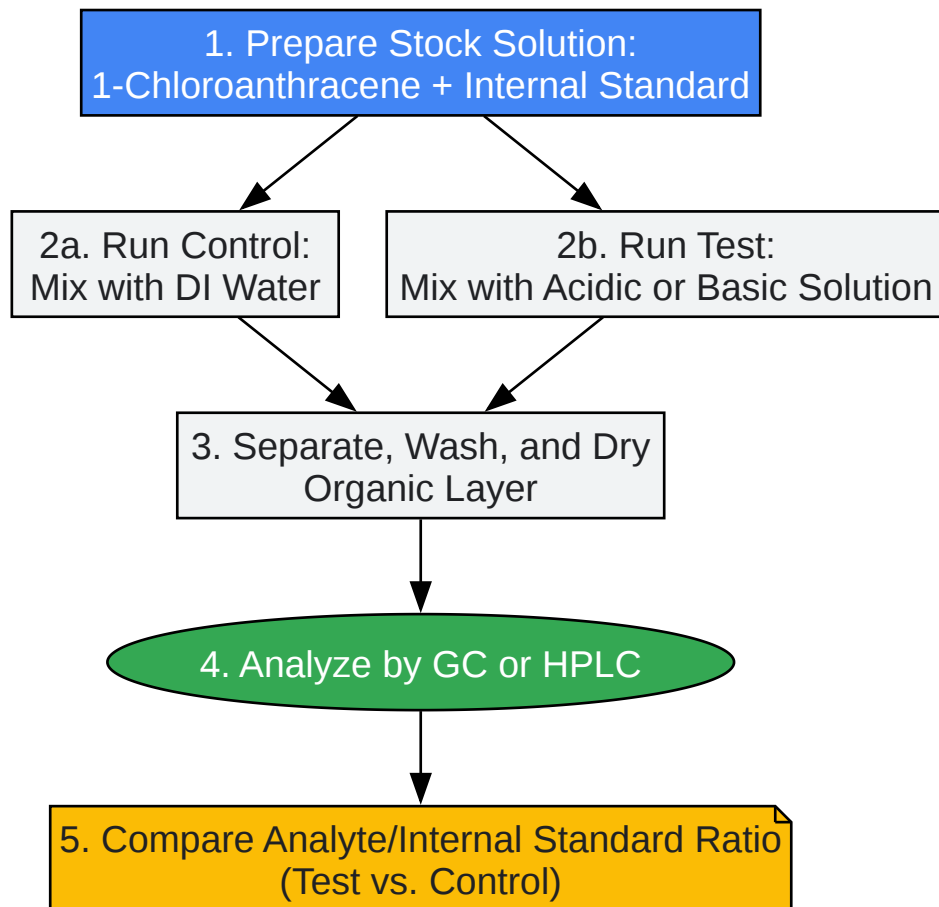 1. Prepare Stock Solution:
1-Chloroanthracene + Internal Standard
2a. Run Control:
Mix with DI Water
2b. Run Test:
Mix with Acidic or Basic Solution
3. Separate, Wash, and Dry
Organic Layer
4. Analyze by GC or HPLC
5. Compare Analyte/Internal Standard Ratio
(Test vs. Control)